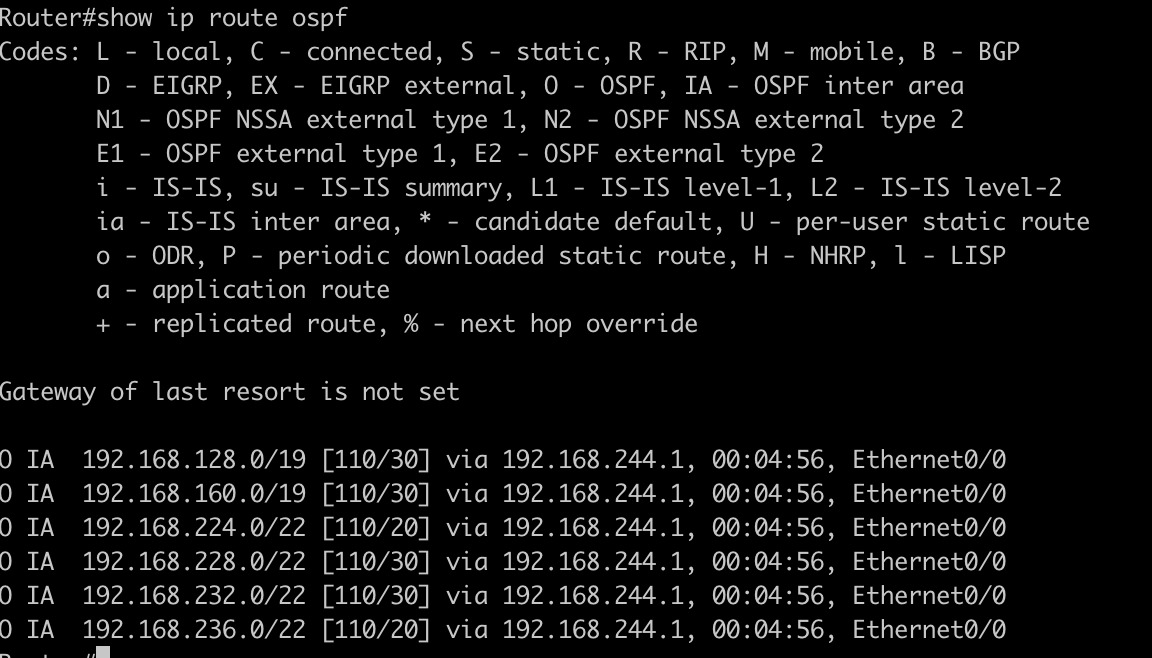 Router#show ip route ospf
Codes: L - local, C - connected, S - static, R - RIP, M - mobile, B - BGP
D - EIGRP, EX - EIGRP external, O - OSPF, IA - OSPF inter area
N1 - OSPF NSSA external type 1, N2 - OSPF NSSA external type 2
E1 - OSPF external type 1, E2 - OSPF external type 2
i - IS-IS, su - IS-IS summary, L1 - IS-IS level-1, L2 - IS-IS level-2
ia - IS-IS inter area, * - candidate default, U - per-user static route
o - ODR, P - periodic downloaded static route, H - NHRP, l - LISP
a - application route
+ - replicated route, % - next hop override
Gateway of last resort is not set
O IA 192.168.128.0/19 [110/30] via 192.168.244.1, 00:04:56, Ethernet0/0
O IA 192.168.160.0/19 [110/30] via 192.168.244.1, 00:04:56, Ethernet0/0
O IA 192.168.224.0/22 [110/20] via 192.168.244.1, 00:04:56, Ethernet0/0
O IA 192.168.228.0/22 [110/30] via 192.168.244.1, 00:04:56, Ethernet0/0
O IA 192.168.232.0/22 [110/30] via 192.168.244.1, 00:04:56, Ethernet0/0
O IA 192.168.236.0/22 [110/20] via 192.168.244.1, 00:04:56, Ethernet0/0